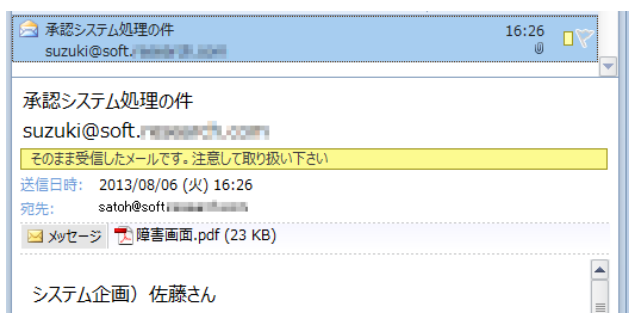 承認システム処理の件
16:26
suzuki@soft.
承認システム処理の件
suzuki@soft.
そのまま受信したメールです。注意して取り扱い下さい
送信日時: 2013/08/06 (火) 16:26
宛先: satoh@soft
メッセージ 障害画面.pdf (23 KB)
システム企画）佐藤さん